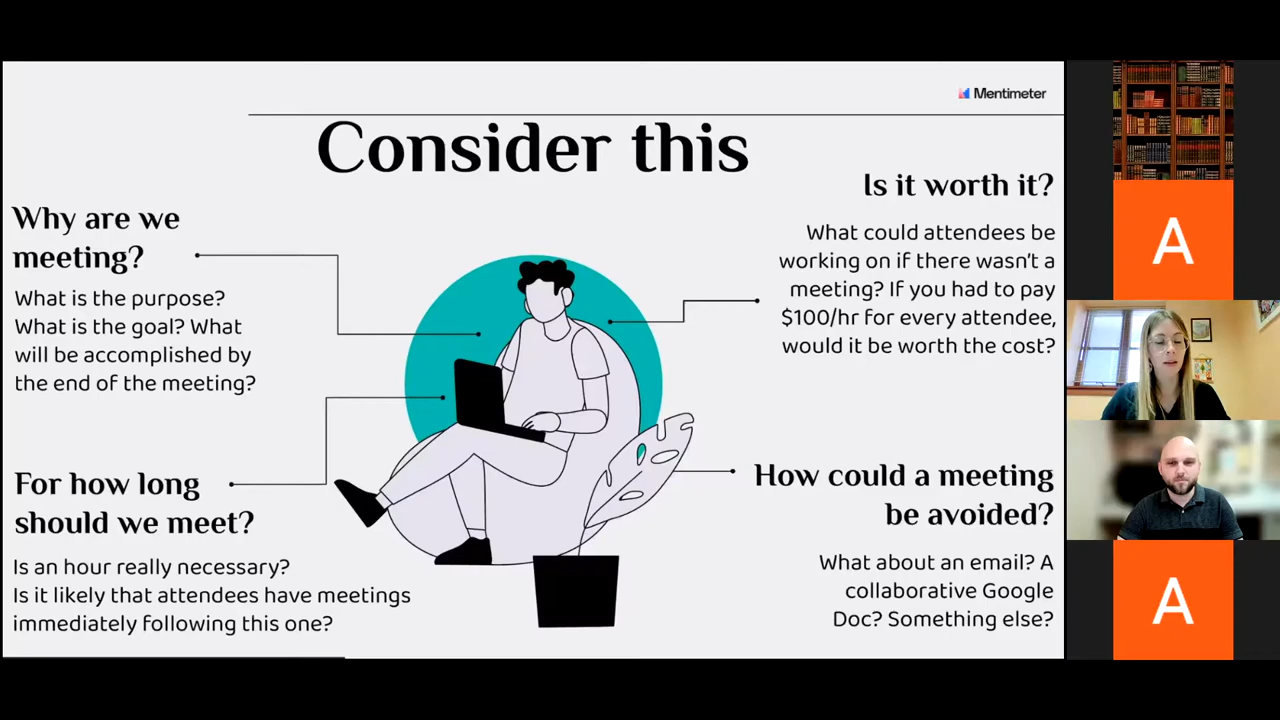 Mentimeter
Consider this
Why are we
meeting?
What is the purpose?
What is the goal? What
will be accomplished by
the end of the meeting?
For how long
should we meet?
Is an hour really necessary?
Is it likely that attendees have meetings
immediately following this one?
Is it worth it?
What could attendees be
working on if there wasn't a
meeting? If you had to pay
$100/hr for every attendee,
would it be worth the cost?
How could a meeting
be avoided?
What about an email? A
collaborative Google
Doc? Something else?
A
A